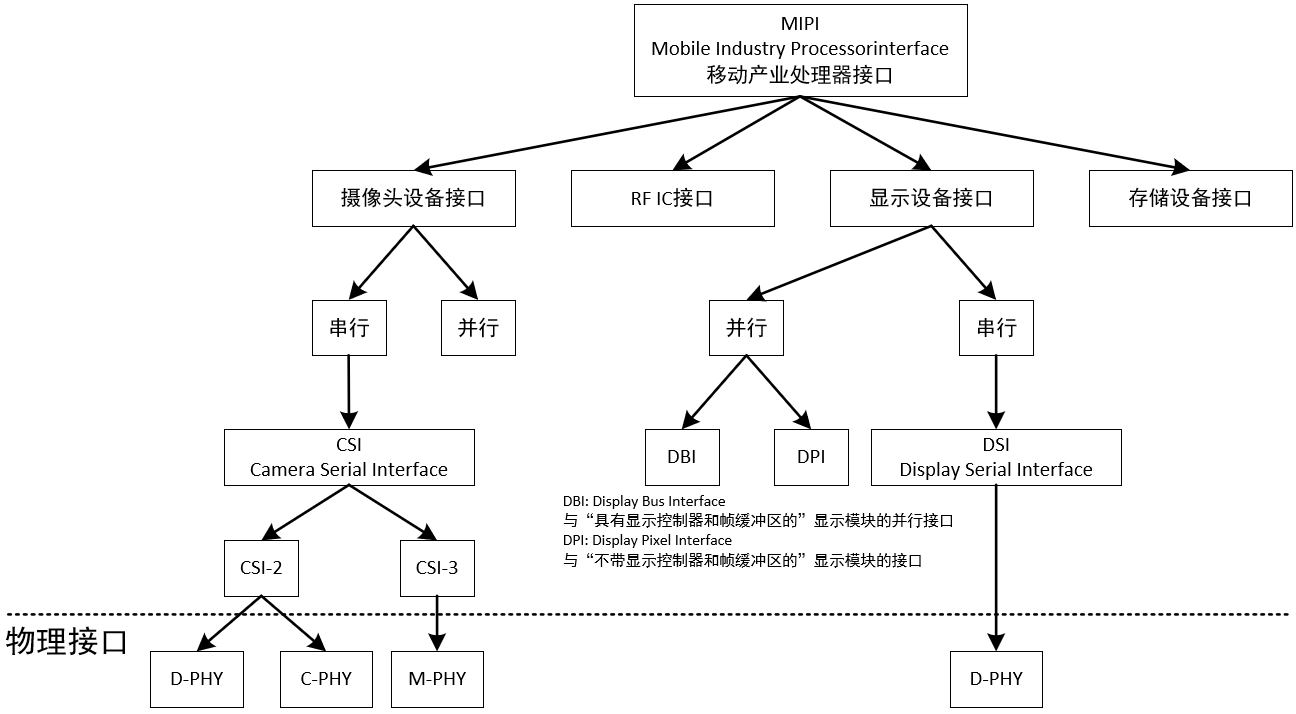 MIPI
Mobile Industry Processorinterface
移动产业处理器接口
摄像头设备接口
RF IC接口
显示设备接口
存储设备接口
串行
并行
并行
串行
CSI
Camera Serial Interface
DBI
DPI
DSI
Display Serial Interface
DBI: Display Bus Interface
与“具有显示控制器和帧缓冲区的”显示模块的并行接口
DPI: Display Pixel Interface
与“不带显示控制器和帧缓冲区的”显示模块的接口
CSI-2
CSI-3
物理接口
D-PHY
C-PHY
M-PHY
D-PHY